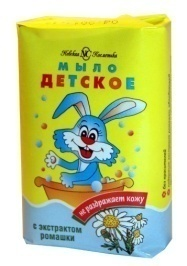 Невская Косметика
МЫЛО
ДЕТСКОЕ
не раздражает кожу
с экстрактом
ромашки